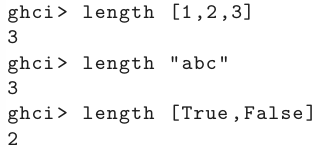 ghci> length [1,2,3]
3
ghci> length "abc"
3
ghci> length [True,False]
2